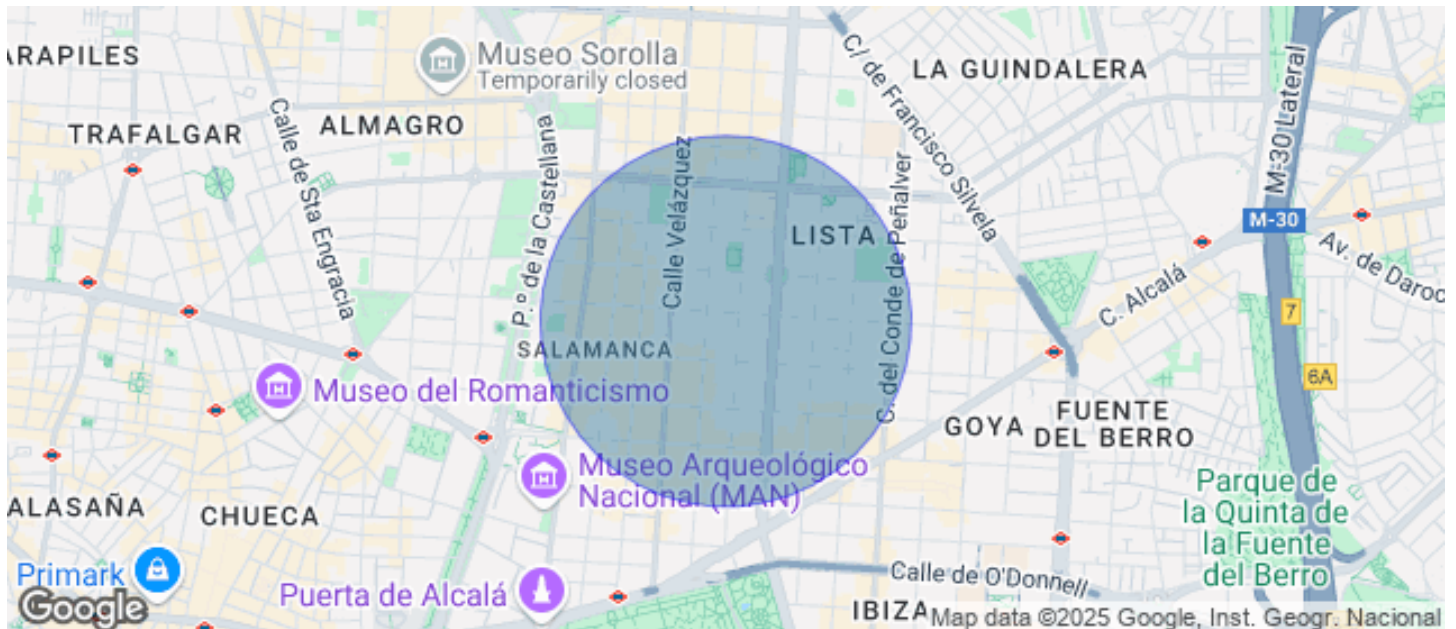 ARAPILES
Museo Sorolla
Temporarily closed
C/ de Francisco Silvela
LA GUINDALERA
M-30 Lateral
TRAFALGAR
ALMAGRO
Calle de Sta Engracia
P.º de la Castellana
Calle Velázquez
LISTA
C. del Conde de Peñalver
M-30
Av. de Daroc
C. Alcalá
7
SALAMANCA
Museo del Romanticismo
6A
GOYA
FUENTE
DEL BERRO
Museo Arqueológico
Nacional (MAN)
Parque de
la Quinta de
la Fuente
del Berro
ALASAÑA
CHUECA
Primark
Puerta de Alcalá
Calle de O'Donnell
IBIZA
Google
Map data ©2025 Google, Inst. Geogr. Nacional